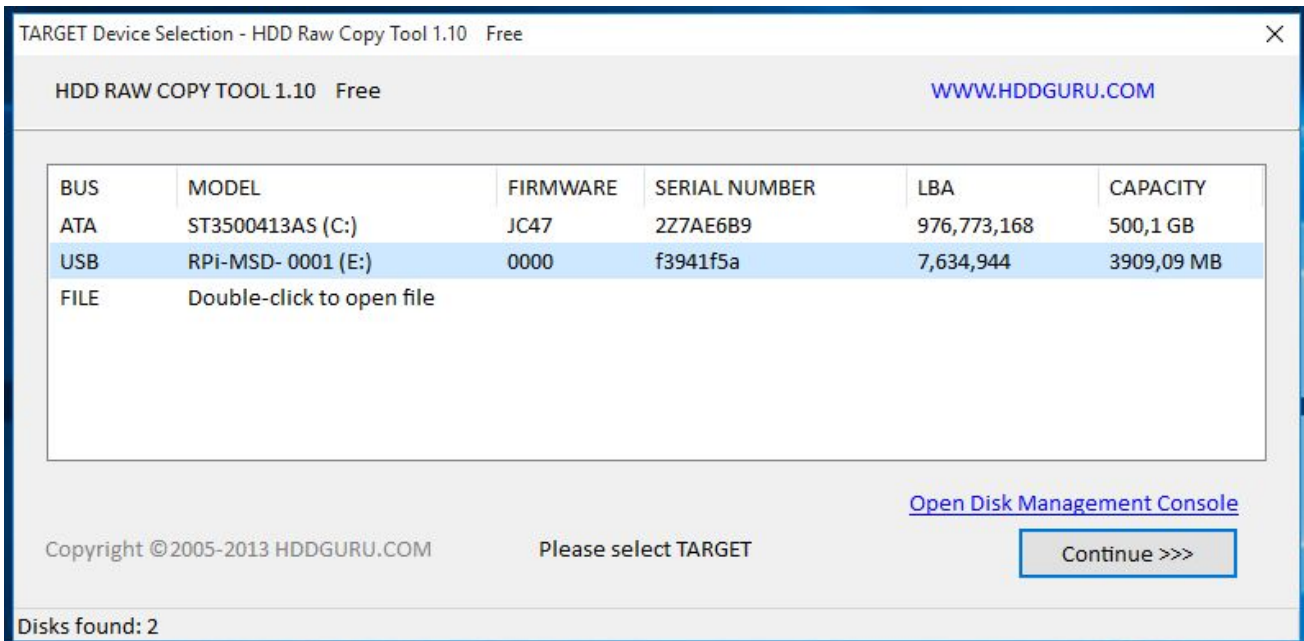 TARGET Device Selection - HDD Raw Copy Tool 1.10 Free
HDD RAW COPY TOOL 1.10 Free WWW.HDDGURU.COM
BUS MODEL FIRMWARE SERIAL NUMBER LBA CAPACITY
ATA ST3500413AS (C:) JC47 2Z7AE6B9 976,773,168 500,1 GB
USB RPi-MSD- 0001 (E:) 0000 f3941f5a 7,634,944 3909,09 MB
FILE Double-click to open file
Open Disk Management Console
Copyright ©2005-2013 HDDGURU.COM Please select TARGET Continue >>>
Disks found: 2